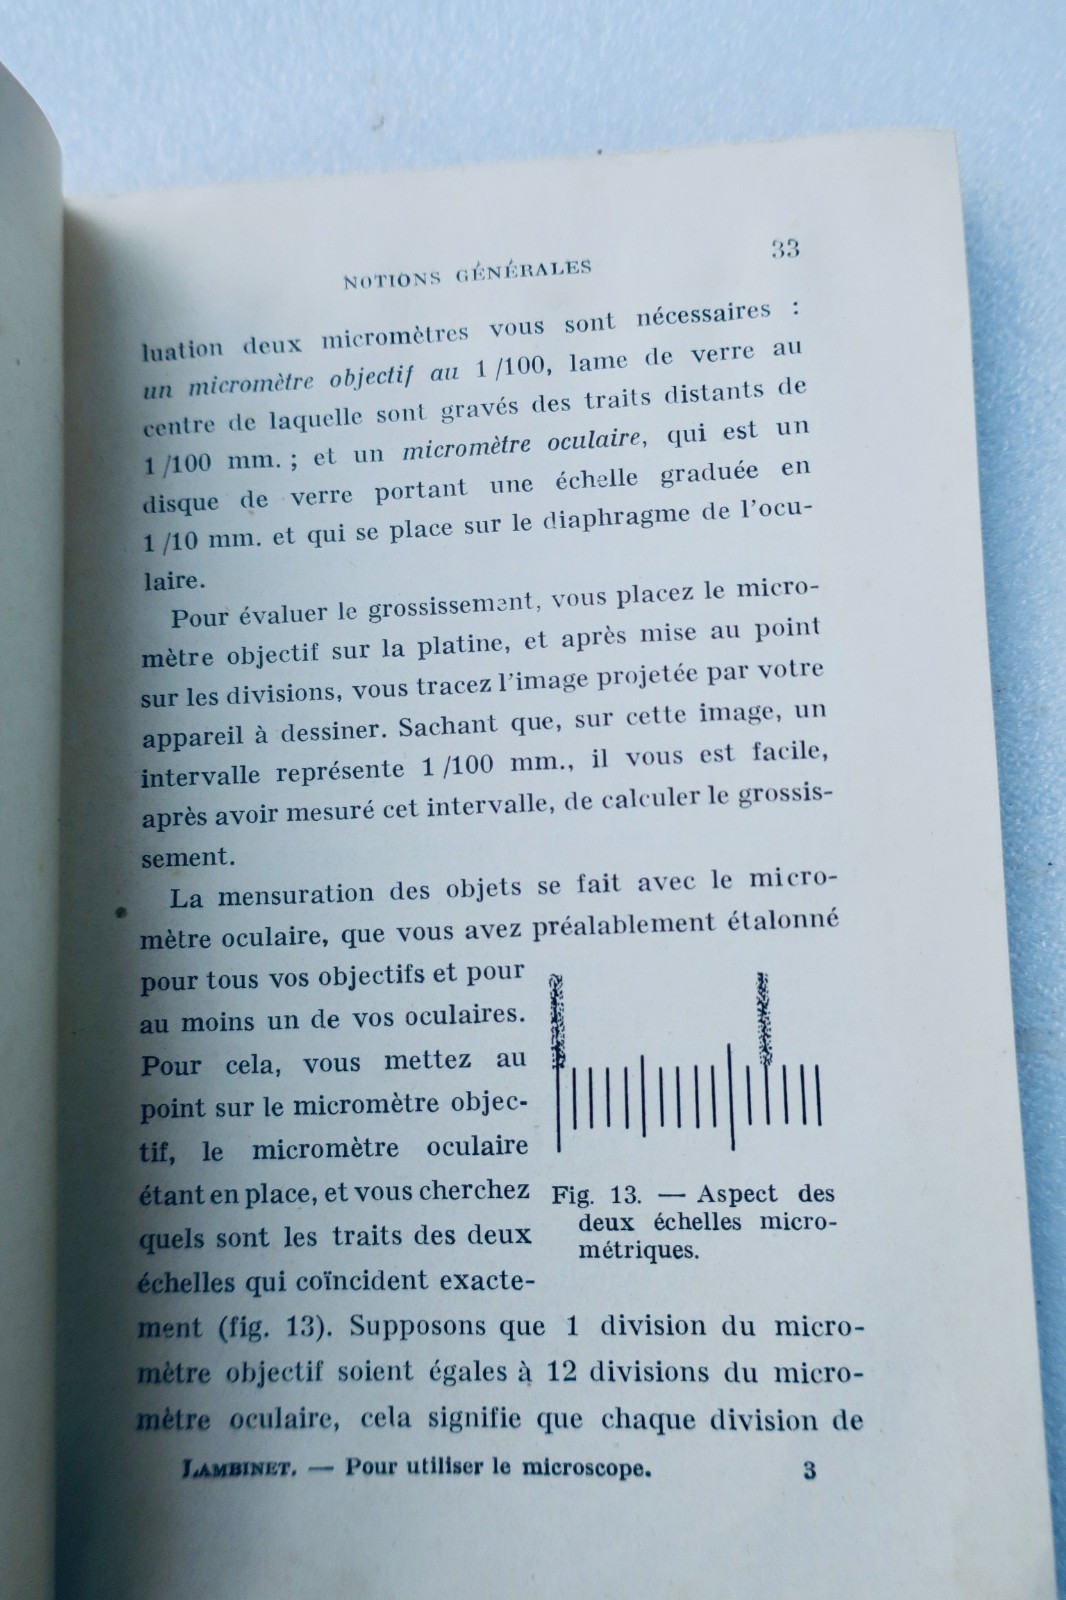 NOTIONS GÉNÉRALES 33
luation deux micromètres vous sont nécessaires :
un micromètre objectif au 1/100, lame de verre au
centre de laquelle sont gravés des traits distants de
1/100 mm. ; et un micromètre oculaire, qui est un
disque de verre portant une échelle graduée en
1/10 mm. et qui se place sur le diaphragme de l'ocu-
laire.
Pour évaluer le grossissement, vous placez le micro-
mètre objectif sur la platine, et après mise au point
sur les divisions, vous tracez l'image projetée par votre
appareil à dessiner. Sachant que, sur cette image, un
intervalle représente 1/100 mm., il vous est facile,
après avoir mesuré cet intervalle, de calculer le grossis-
sement.
La mensuration des objets se fait avec le micro-
mètre oculaire, que vous avez préalablement étalonné
pour tous vos objectifs et pour
au moins un de vos oculaires.
Pour cela, vous mettez au
point sur le micromètre objec-
tif, le micromètre oculaire
étant en place, et vous cherchez
quels sont les traits des deux
échelles qui coïncident exacte-
Fig. 13. — Aspect des
deux échelles micro-
métriques.
ment (fig. 13). Supposons que 1 division du micro-
mètre objectif soient égales à 12 divisions du micro-
mètre oculaire, cela signifie que chaque division de
LAMBINET. — Pour utiliser le microscope. 3